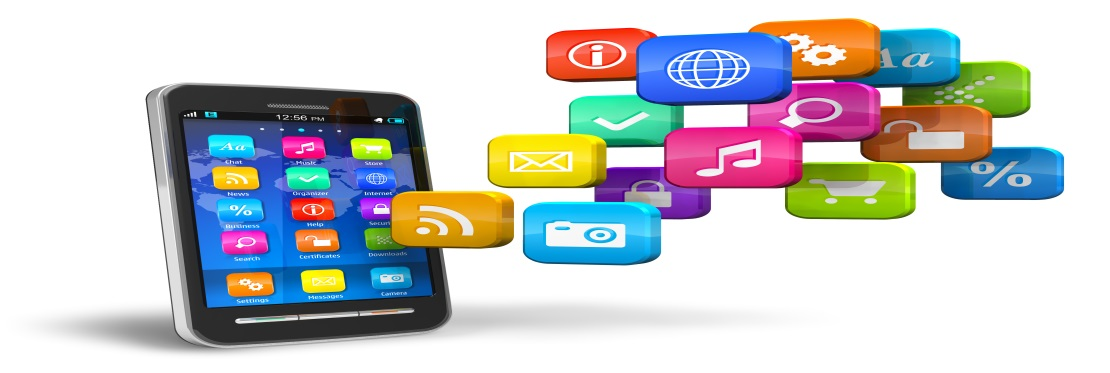 12:56 PM
Aa
Chat
Music
Store
News
Organizer
Internet
%
Business
Help
Search
Certificates
Downloads
Settings
Messages
Camera
i
Aa
%